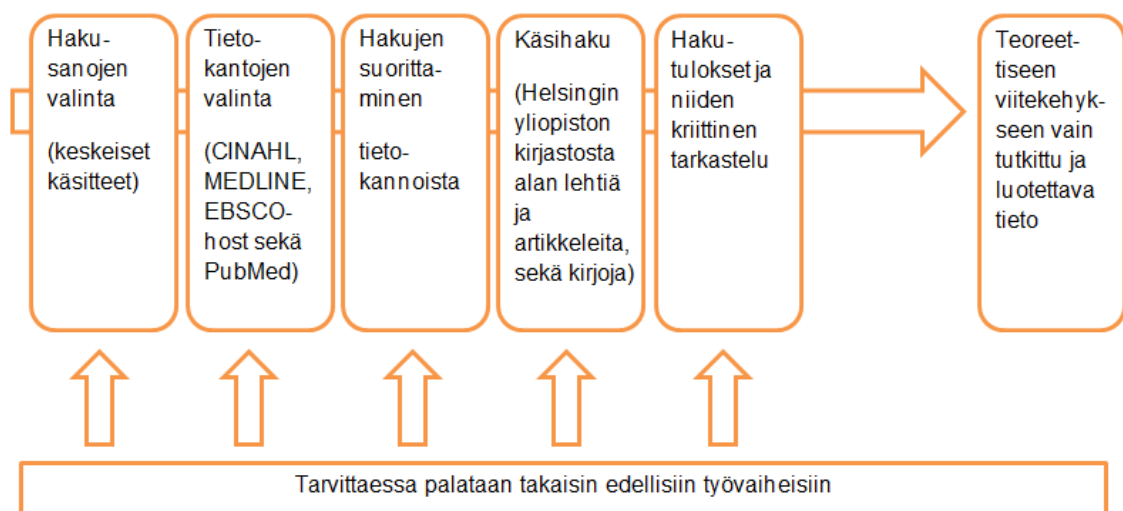 Haku-
sanojen
valinta
(keskeiset
käsitteet)
Tieto-
kantojen
valinta
(CINAHL,
MEDLINE,
EBSCO-
host sekä
PubMed)
Hakujen
suoritta-
minen
tieto-
kannoista
Käsihaku
(Helsingin
yliopiston
kirjastosta
alan lehtiä
ja
artikkeleita,
sekä kirjoja)
Haku-
tulokset ja
niiden
kriittinen
tarkastelu
Teoreet-
tiseen
viitekehyk-
seen vain
tutkittu ja
luotettava
tieto
Tarvittaessa palataan takaisin edellisiin työvaiheisiin